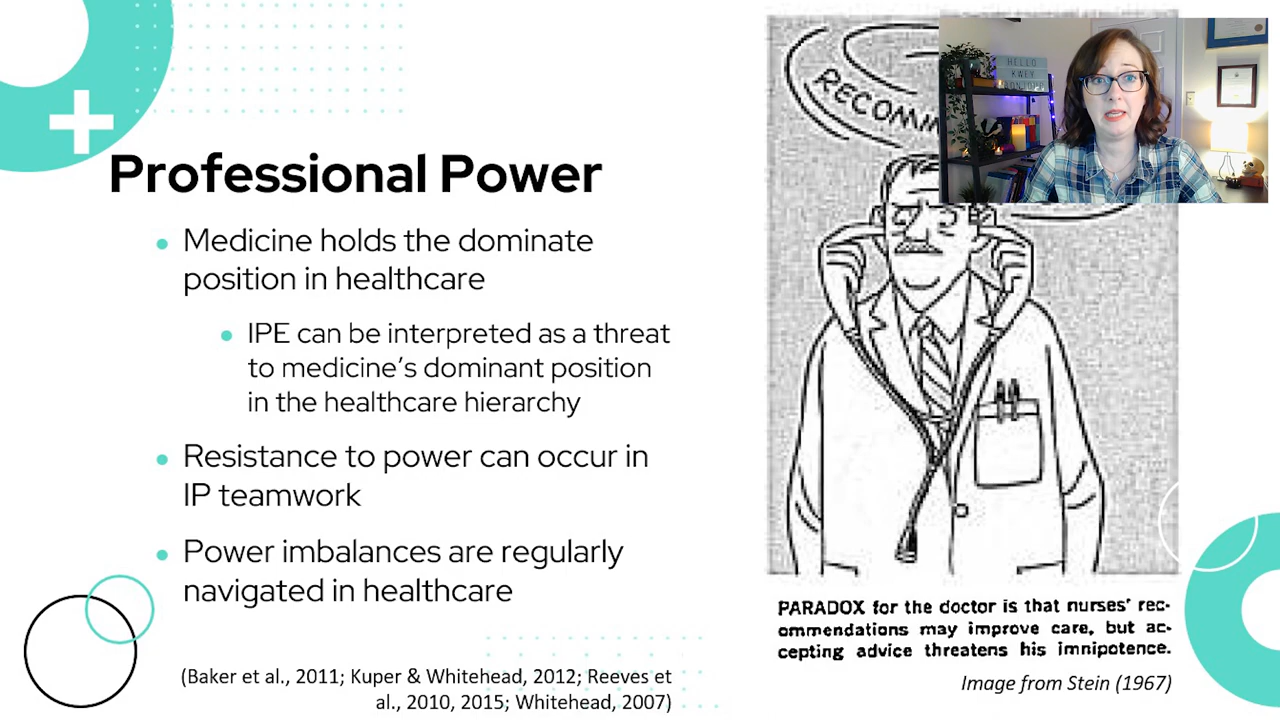 Professional Power
Medicine holds the dominate
position in healthcare
IPE can be interpreted as a threat
to medicine’s dominant position
in the healthcare hierarchy
Resistance to power can occur in
IP teamwork
Power imbalances are regularly
navigated in healthcare
(Baker et al., 2011; Kuper & Whitehead, 2012; Reeves et
al., 2010, 2015; Whitehead, 2007)
RECOM
HELLO
KWEY
PARADOX for the doctor is that nurses' rec-
ommendations may improve care, but ac-
cepting advice threatens his imnipotence.
Image from Stein (1967)